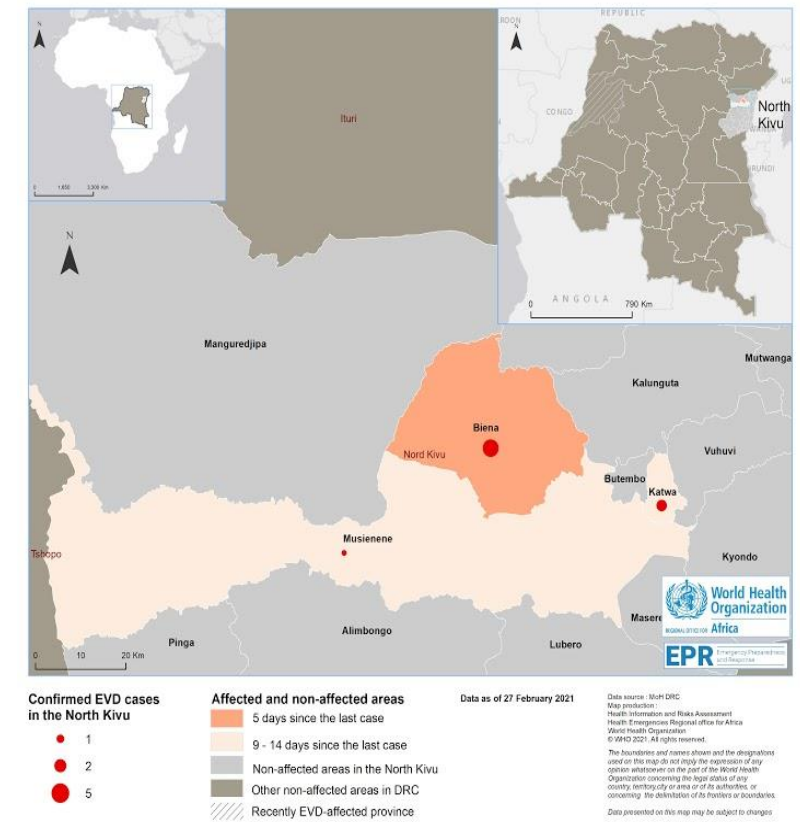 REPUBLIC
N
N
CONGO
North
Kivu
ANGOLA
0 790 Km
Ituri
N
Manguredjipa
Mutwanga
Kalunguta
Biena
Nord Kivu
Vuhuvi
Butembo
Katwa
Musienene
Tshopo
Kyondo
World Health
Organization
REGIONAL OFFICE FOR Africa
Masere
EPR Emergency Preparedness
and Response
Pinga
Alimbongo
Lubero
0 10 20 Km
Confirmed EVD cases
in the North Kivu
1
2
5
Affected and non-affected areas
5 days since the last case
9 - 14 days since the last case
Non-affected areas in the North Kivu
Other non-affected areas in DRC
Recently EVD-affected province
Data as of 27 February 2021
Data source : MoH DRC
Map production :
Health Information and Risks Assessment
Health Emergencies Regional office for Africa
World Health Organization
© WHO 2021. All rights reserved.
The boundaries and names shown and the designations
used on this map do not imply the expression of any
opinion whatsoever on the part of the World Health
Organization concerning the legal status of any
country, territory,city or area or of its authorities, or
concerning the delimitation of its frontiers or boundaries.
Data presented on this map may be subject to changes